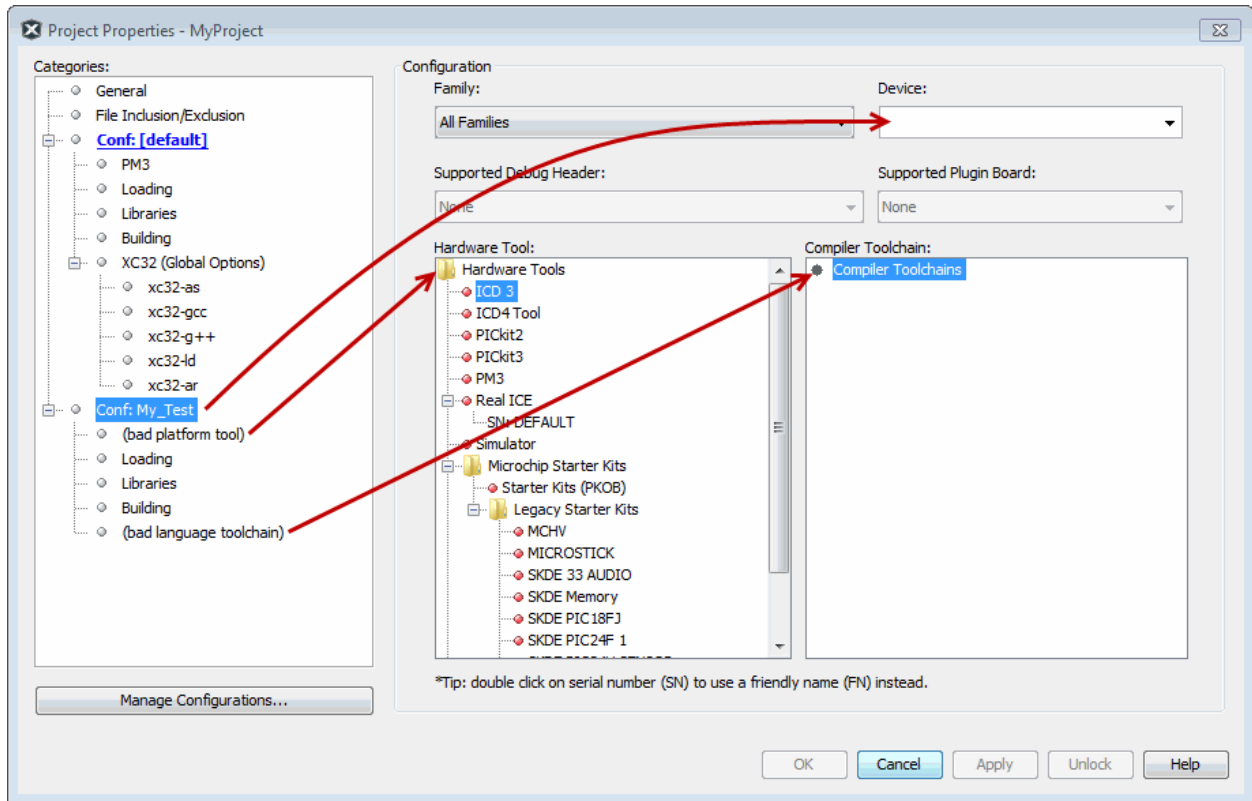 Project Properties - MyProject
Categories:
General
File Inclusion/Exclusion
Conf: [default]
PM3
Loading
Libraries
Building
XC32 (Global Options)
xc32-as
xc32-gcc
xc32-g++
xc32-ld
xc32-ar
Conf: My_Test
(bad platform tool)
Loading
Libraries
Building
(bad language toolchain)
Manage Configurations...
Configuration
Family:
All Families
Device:
Supported Debug Header:
None
Supported Plugin Board:
None
Hardware Tool:
Hardware Tools
ICD 3
ICD4 Tool
PICkit2
PICkit3
PM3
Real ICE
SN: DEFAULT
Simulator
Microchip Starter Kits
Starter Kits (PKOB)
Legacy Starter Kits
MCHV
MICROSTICK
SKDE 33 AUDIO
SKDE Memory
SKDE PIC18FJ
SKDE PIC24F 1
Compiler Toolchain:
Compiler Toolchains
*Tip: double click on serial number (SN) to use a friendly name (FN) instead.
OK
Cancel
Apply
Unlock
Help